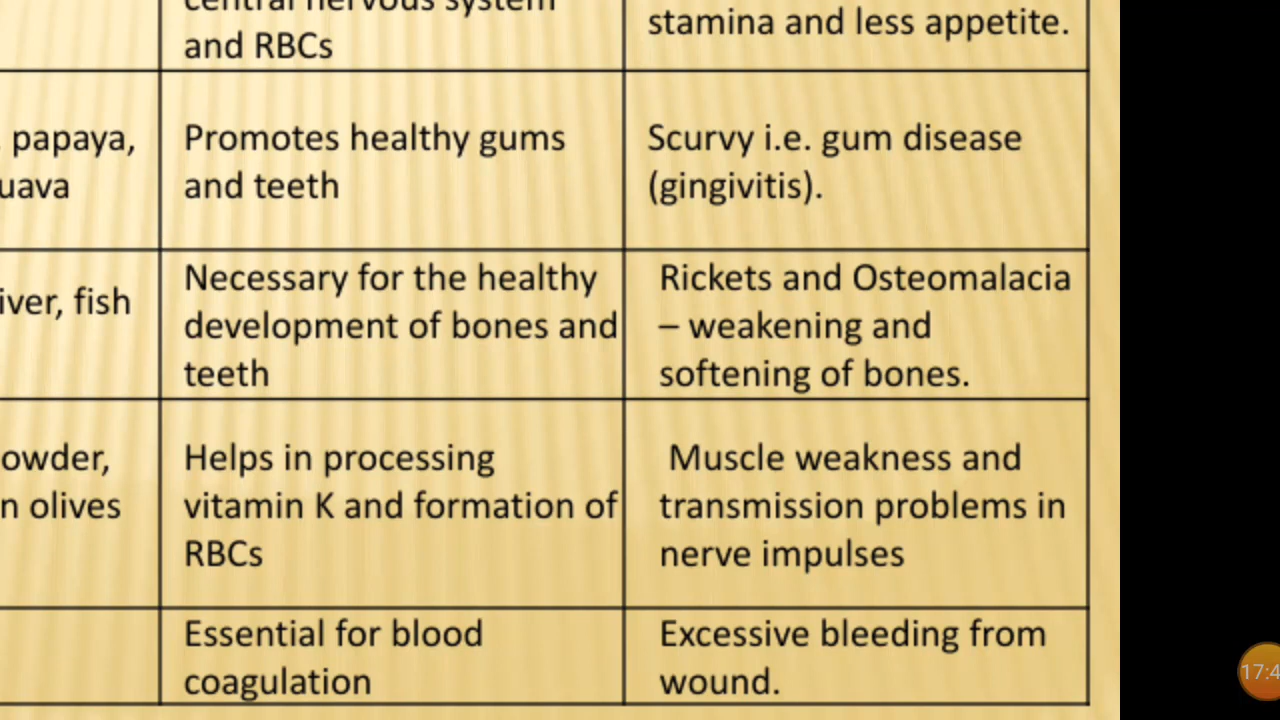 central nervous system
and RBCs
stamina and less appetite.
papaya,
Promotes healthy gums
and teeth
Scurvy i.e. gum disease
(gingivitis).
fish
Necessary for the healthy
development of bones and
teeth
Rickets and Osteomalacia
– weakening and
softening of bones.
olives
Helps in processing
vitamin K and formation of
RBCs
Muscle weakness and
transmission problems in
nerve impulses
Essential for blood
coagulation
Excessive bleeding from
wound.